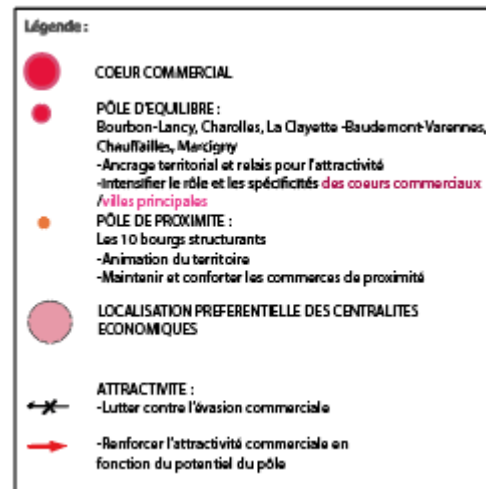 Légende :
COEUR COMMERCIAL
PÔLE D'EQUILIBRE :
Bourbon-Lancy, Charolles, La Clayette -Baudemont-Varennes,
Chauffailles, Marcigny
-Ancrage territorial et relais pour l'attractivité
-Intensifier le rôle et les spécificités des coeurs commerciaux
/villes principales
PÔLE DE PROXIMITE :
Les 10 bourgs structurants
-Animation du territoire
-Maintenir et conforter les commerces de proximité
LOCALISATION PREFERENTIELLE DES CENTRALITES
ECONOMIQUES
ATTRACTIVITE :
-Lutter contre l'évasion commerciale
-Renforcer l'attractivité commerciale en
fonction du potentiel du pôle